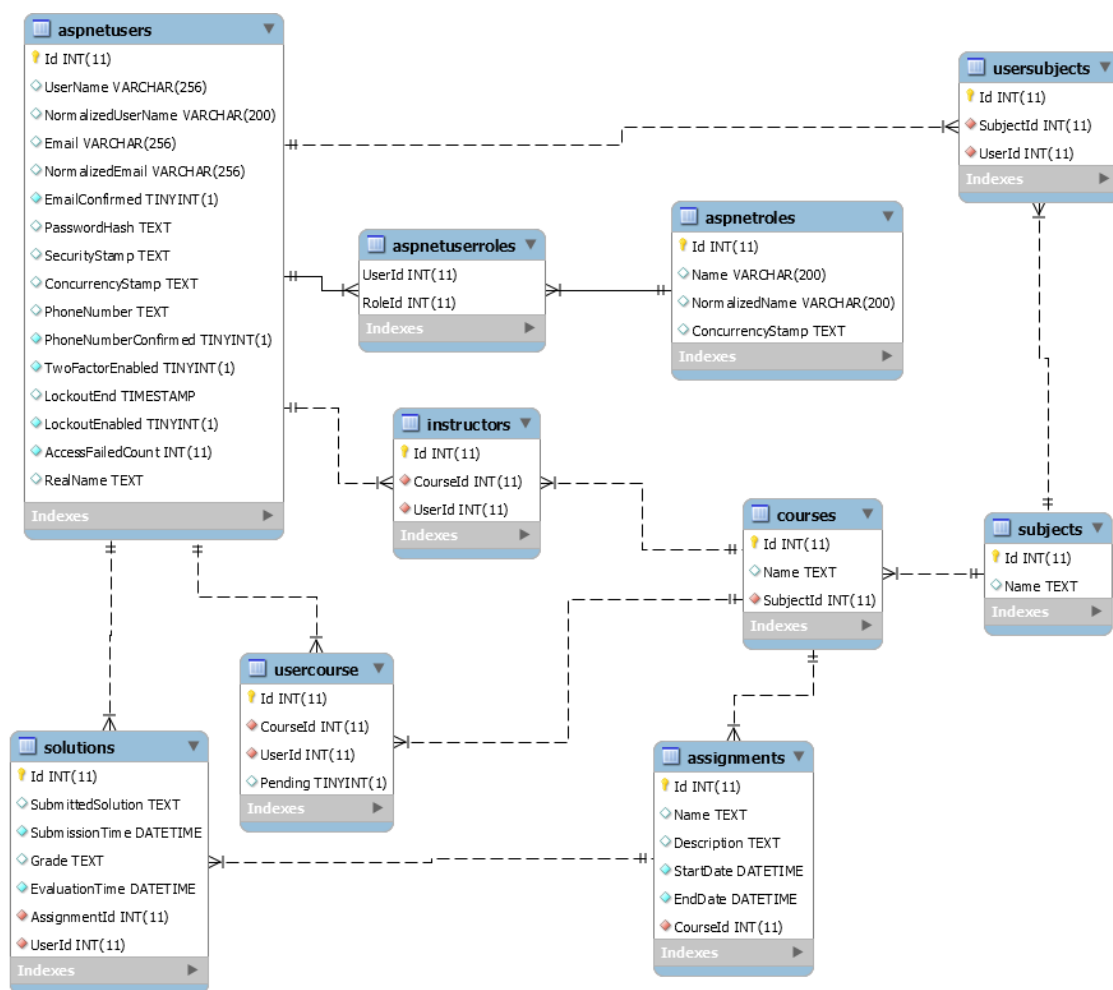 aspnetusers
Id INT(11)
UserName VARCHAR(256)
NormalizedUserName VARCHAR(200)
Email VARCHAR(256)
NormalizedEmail VARCHAR(256)
EmailConfirmed TINYINT(1)
PasswordHash TEXT
SecurityStamp TEXT
ConcurrencyStamp TEXT
PhoneNumber TEXT
PhoneNumberConfirmed TINYINT(1)
TwoFactorEnabled TINYINT(1)
LockoutEnd TIMESTAMP
LockoutEnabled TINYINT(1)
AccessFailedCount INT(11)
RealName TEXT
Indexes
usersubjects
Id INT(11)
SubjectId INT(11)
UserId INT(11)
Indexes
aspnetuserroles
UserId INT(11)
RoleId INT(11)
Indexes
aspnetroles
Id INT(11)
Name VARCHAR(200)
NormalizedName VARCHAR(200)
ConcurrencyStamp TEXT
Indexes
instructors
Id INT(11)
CourseId INT(11)
UserId INT(11)
Indexes
courses
Id INT(11)
Name TEXT
SubjectId INT(11)
Indexes
subjects
Id INT(11)
Name TEXT
Indexes
usercourse
Id INT(11)
CourseId INT(11)
UserId INT(11)
Pending TINYINT(1)
Indexes
solutions
Id INT(11)
SubmittedSolution TEXT
SubmissionTime DATETIME
Grade TEXT
EvaluationTime DATETIME
AssignmentId INT(11)
UserId INT(11)
Indexes
assignments
Id INT(11)
Name TEXT
Description TEXT
StartDate DATETIME
EndDate DATETIME
CourseId INT(11)
Indexes